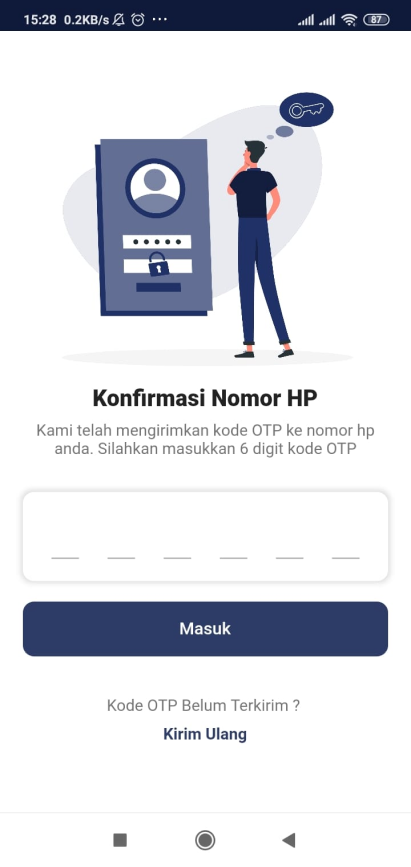 15:28 0.2KB/s ...
87
Konfirmasi Nomor HP
Kami telah mengirimkan kode OTP ke nomor hp
anda. Silahkan masukkan 6 digit kode OTP
Masuk
Kode OTP Belum Terkirim ?
Kirim Ulang